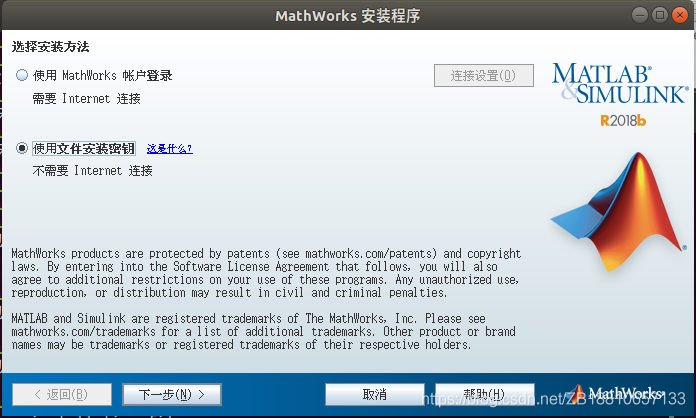 MathWorks 安装程序
选择安装方法
使用 MathWorks 帐户登录
连接设置(O)
需要 Internet 连接
使用文件安装密钥 这是什么?
不需要 Internet 连接
MATLAB®
&SIMULINK®
R2018b
MathWorks products are protected by patents (see mathworks.com/patents) and copyright
laws. By entering into the Software License Agreement that follows, you will also
agree to additional restrictions on your use of these programs. Any unauthorized use,
reproduction, or distribution may result in civil and criminal penalties.
MATLAB and Simulink are registered trademarks of The MathWorks, Inc. Please see
mathworks.com/trademarks for a list of additional trademarks. Other product or brand
names may be trademarks or registered trademarks of their respective holders.
< 返回(B) 下一步(N) > 取消 帮助(H) MathWorks